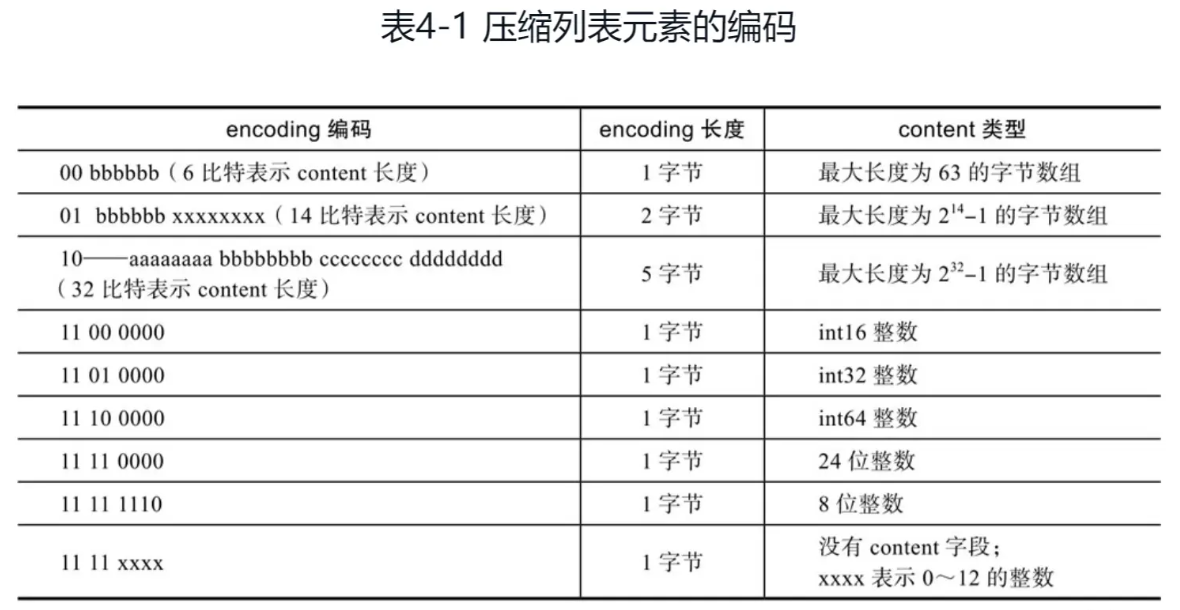 表4-1 压缩列表元素的编码
encoding 编码 encoding 长度 content 类型
00 bbbbbb（6 比特表示 content 长度） 1 字节 最大长度为 63 的字节数组
01 bbbbbb xxxxxxxx（14 比特表示 content 长度） 2 字节 最大长度为 2¹⁴–1 的字节数组
10——aaaaaaaa bbbbbbbb cccccccc dddddddd
（32 比特表示 content 长度） 5 字节 最大长度为 2³²–1 的字节数组
11 00 0000 1 字节 int16 整数
11 01 0000 1 字节 int32 整数
11 10 0000 1 字节 int64 整数
11 11 0000 1 字节 24 位整数
11 11 1110 1 字节 8 位整数
11 11 xxxx 1 字节 没有 content 字段；
xxxx 表示 0～12 的整数